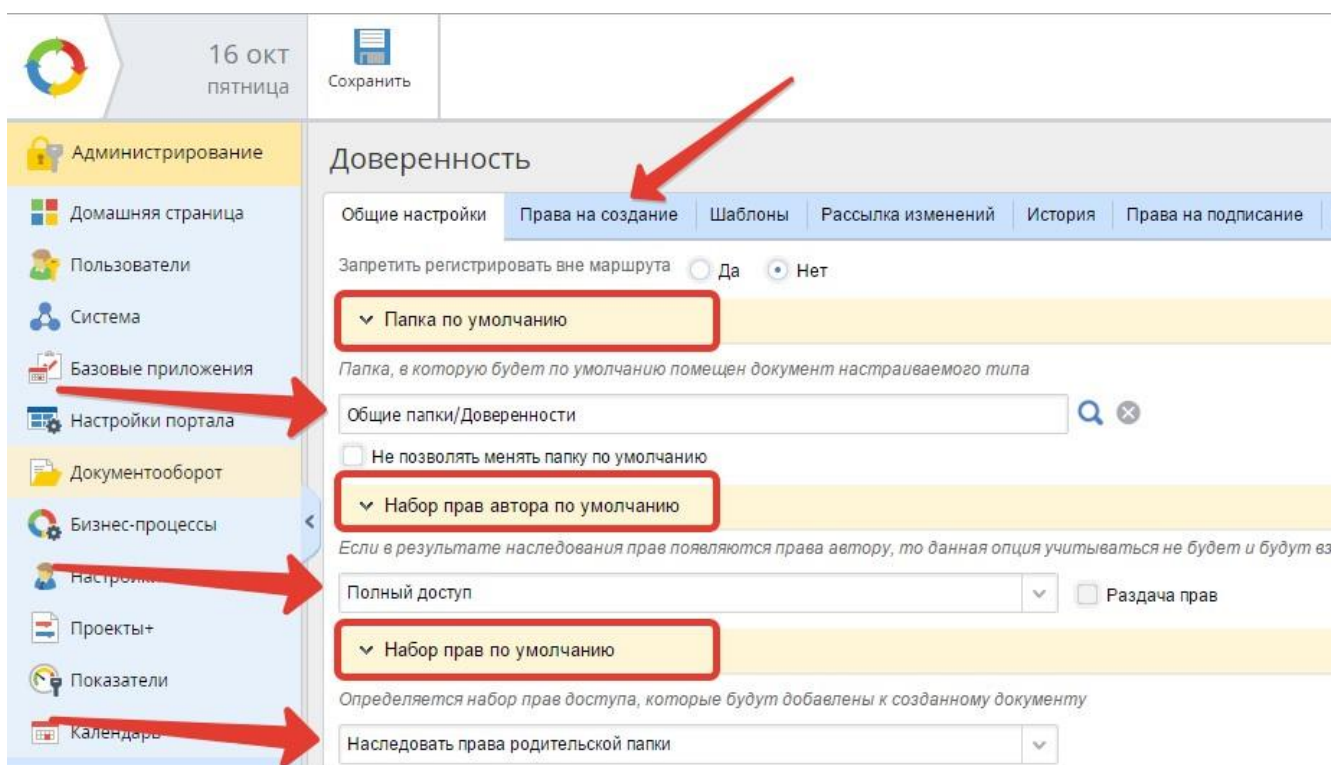 16 окт
пятница
Сохранить
Администрирование
Домашняя страница
Пользователи
Система
Базовые приложения
Настройки портала
Документооборот
Бизнес-процессы
Проекты+
Показатели
Календарь
Доверенность
Общие настройки Права на создание Шаблоны Рассылка изменений История Права на подписание
Запретить регистрировать вне маршрута Да Нет
Папка по умолчанию
Папка, в которую будет по умолчанию помещен документ настраиваемого типа
Общие папки/Доверенности
Не позволять менять папку по умолчанию
Набор прав автора по умолчанию
Если в результате наследования прав появляются права автору, то данная опция учитываться не будет и будут вз
Полный доступ Раздача прав
Набор прав по умолчанию
Определяется набор прав доступа, которые будут добавлены к созданному документу
Наследовать права родительской папки